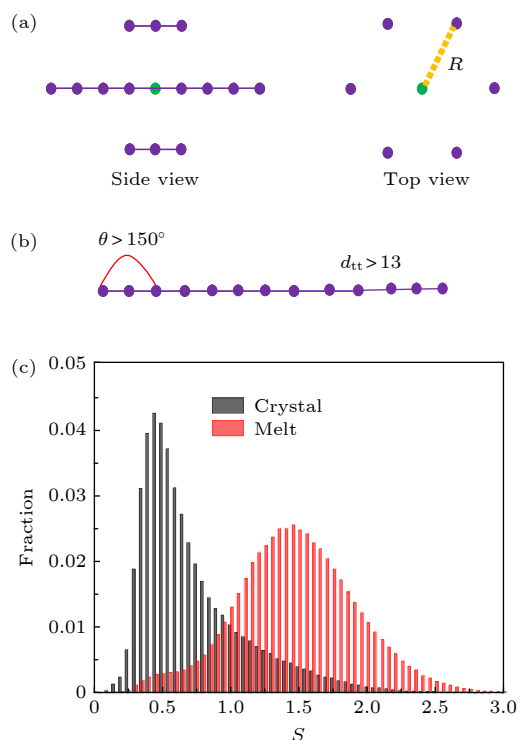 (a)
R
Side view Top view
(b)
θ>150°
d_tt>13
(c)
0.05
0.04
0.03
0.02
0.01
0
Fraction
Crystal
Melt
0 0.5 1.0 1.5 2.0 2.5 3.0
S